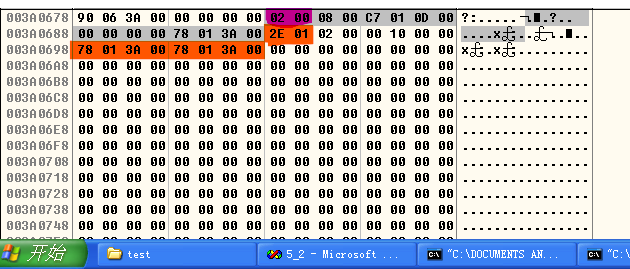 003A0678 90 06 3A 00 00 00 00 00 02 00 08 00 C7 01 0D 00
003A0688 00 00 00 00 78 01 3A 00 2E 01 02 00 00 10 00 00
003A0698 78 01 3A 00 78 01 3A 00 00 00 00 00 00 00 00 00 ................
003A06A8 00 00 00 00 00 00 00 00 00 00 00 00 00 00 00 00 ................
003A06B8 00 00 00 00 00 00 00 00 00 00 00 00 00 00 00 00 ................
003A06C8 00 00 00 00 00 00 00 00 00 00 00 00 00 00 00 00 ................
003A06D8 00 00 00 00 00 00 00 00 00 00 00 00 00 00 00 00 ................
003A06E8 00 00 00 00 00 00 00 00 00 00 00 00 00 00 00 00 ................
003A06F8 00 00 00 00 00 00 00 00 00 00 00 00 00 00 00 00 ................
003A0708 00 00 00 00 00 00 00 00 00 00 00 00 00 00 00 00 ................
003A0718 00 00 00 00 00 00 00 00 00 00 00 00 00 00 00 00 ................
003A0728 00 00 00 00 00 00 00 00 00 00 00 00 00 00 00 00 ................
003A0738 00 00 00 00 00 00 00 00 00 00 00 00 00 00 00 00 ................
003A0748 00 00 00 00 00 00 00 00 00 00 00 00 00 00 00 00 ................
开始 test 5_2 - Microsoft ... "C:\DOCUMENTS AN... "C:\D